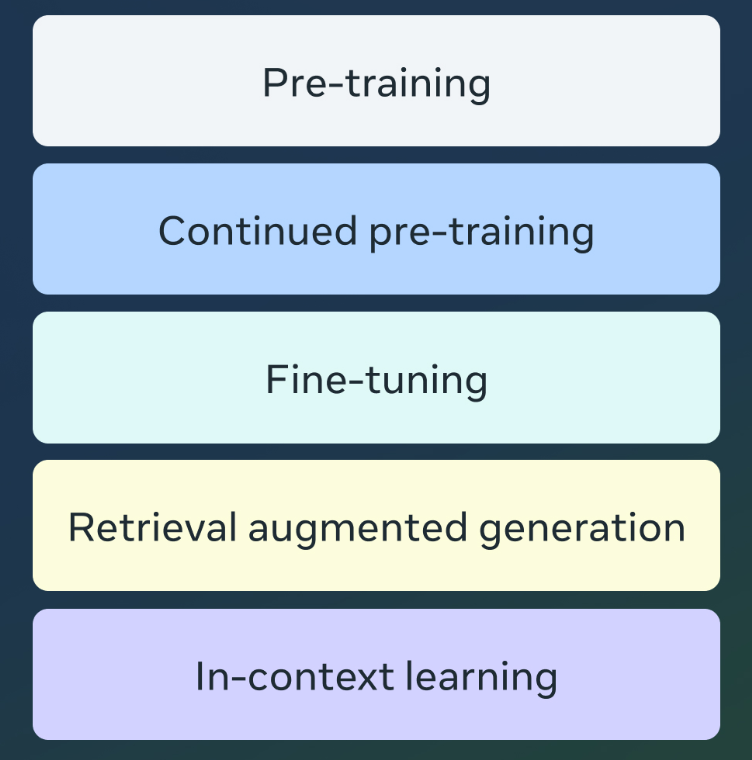 Pre-training
Continued pre-training
Fine-tuning
Retrieval augmented generation
In-context learning